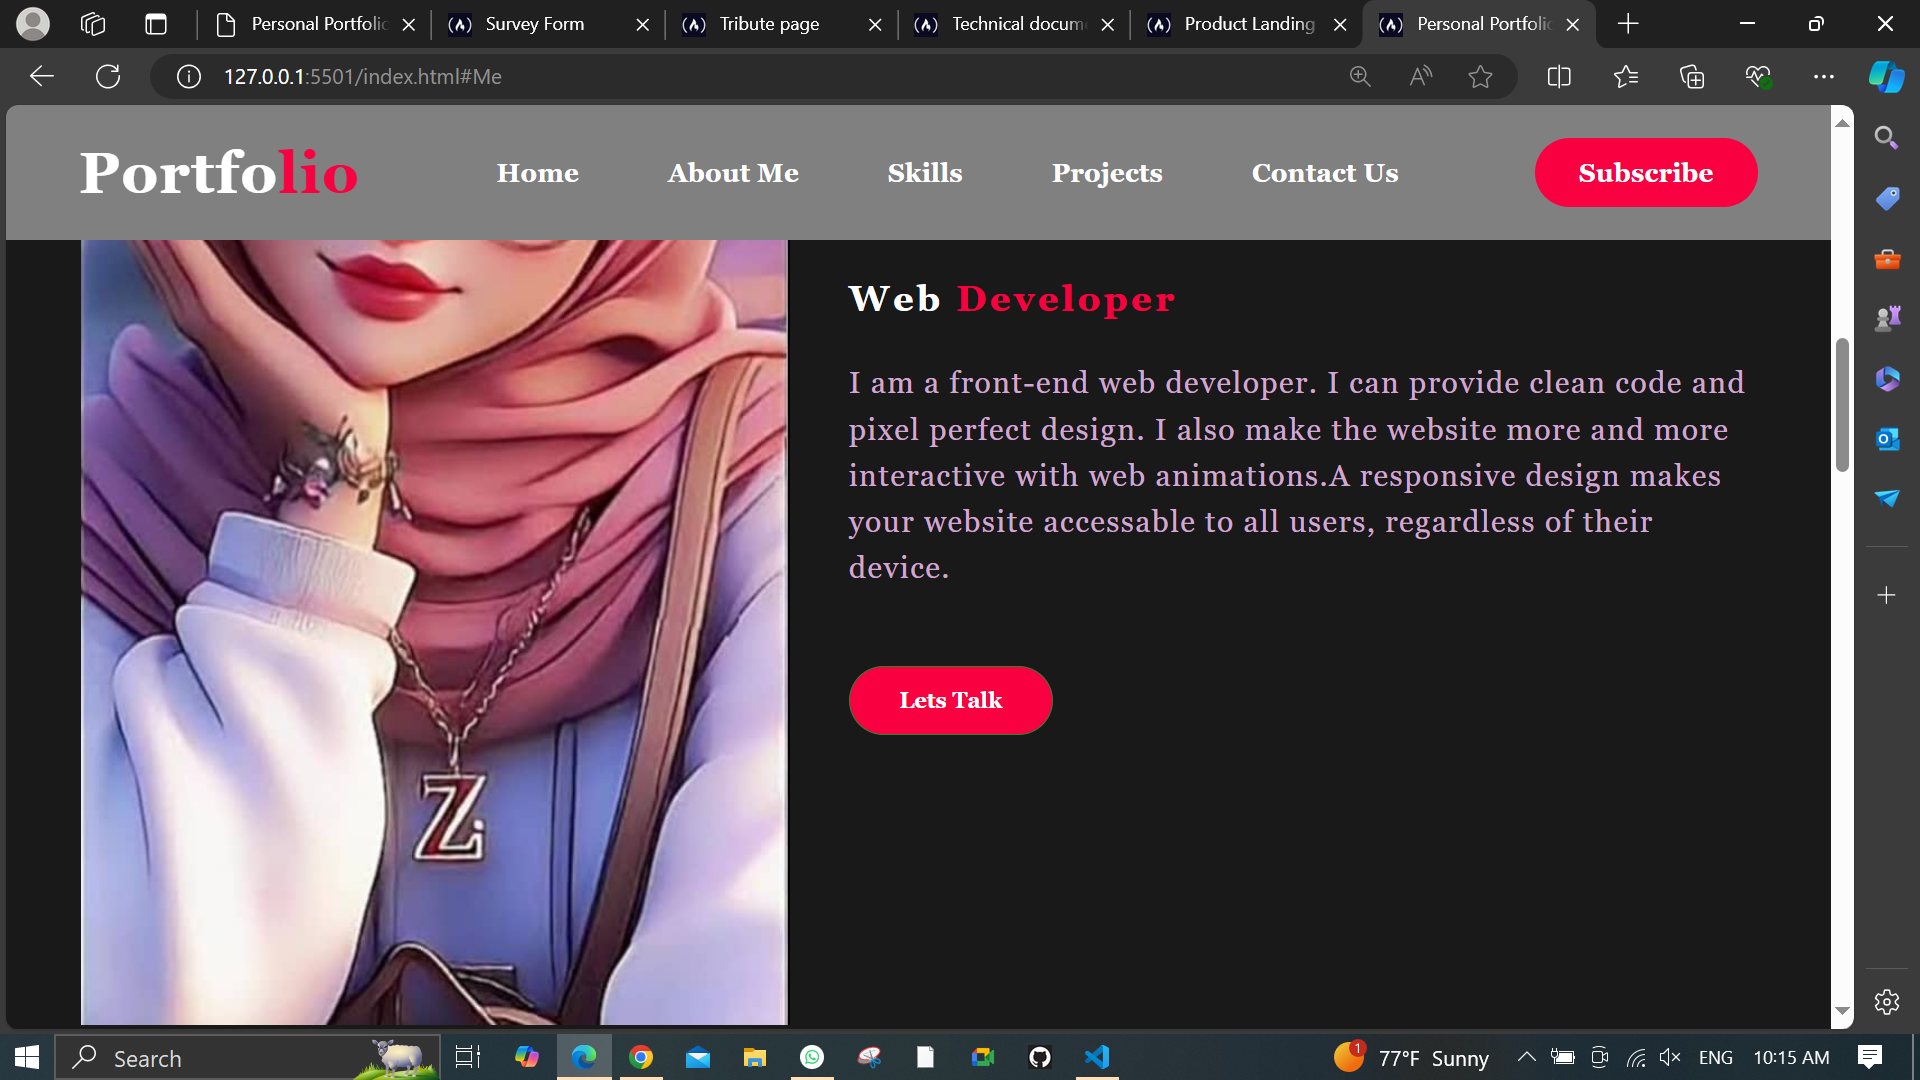 Personal Portfolio
Survey Form
Tribute page
Technical docum
Product Landing
Personal Portfolio
127.0.0.1:5501/index.html#Me
Portfolio
Home
About Me
Skills
Projects
Contact Us
Subscribe
Web Developer
I am a front-end web developer. I can provide clean code and
pixel perfect design. I also make the website more and more
interactive with web animations.A responsive design makes
your website accessable to all users, regardless of their
device.
Lets Talk
Z
Search
1
77°F Sunny
ENG
10:15 AM